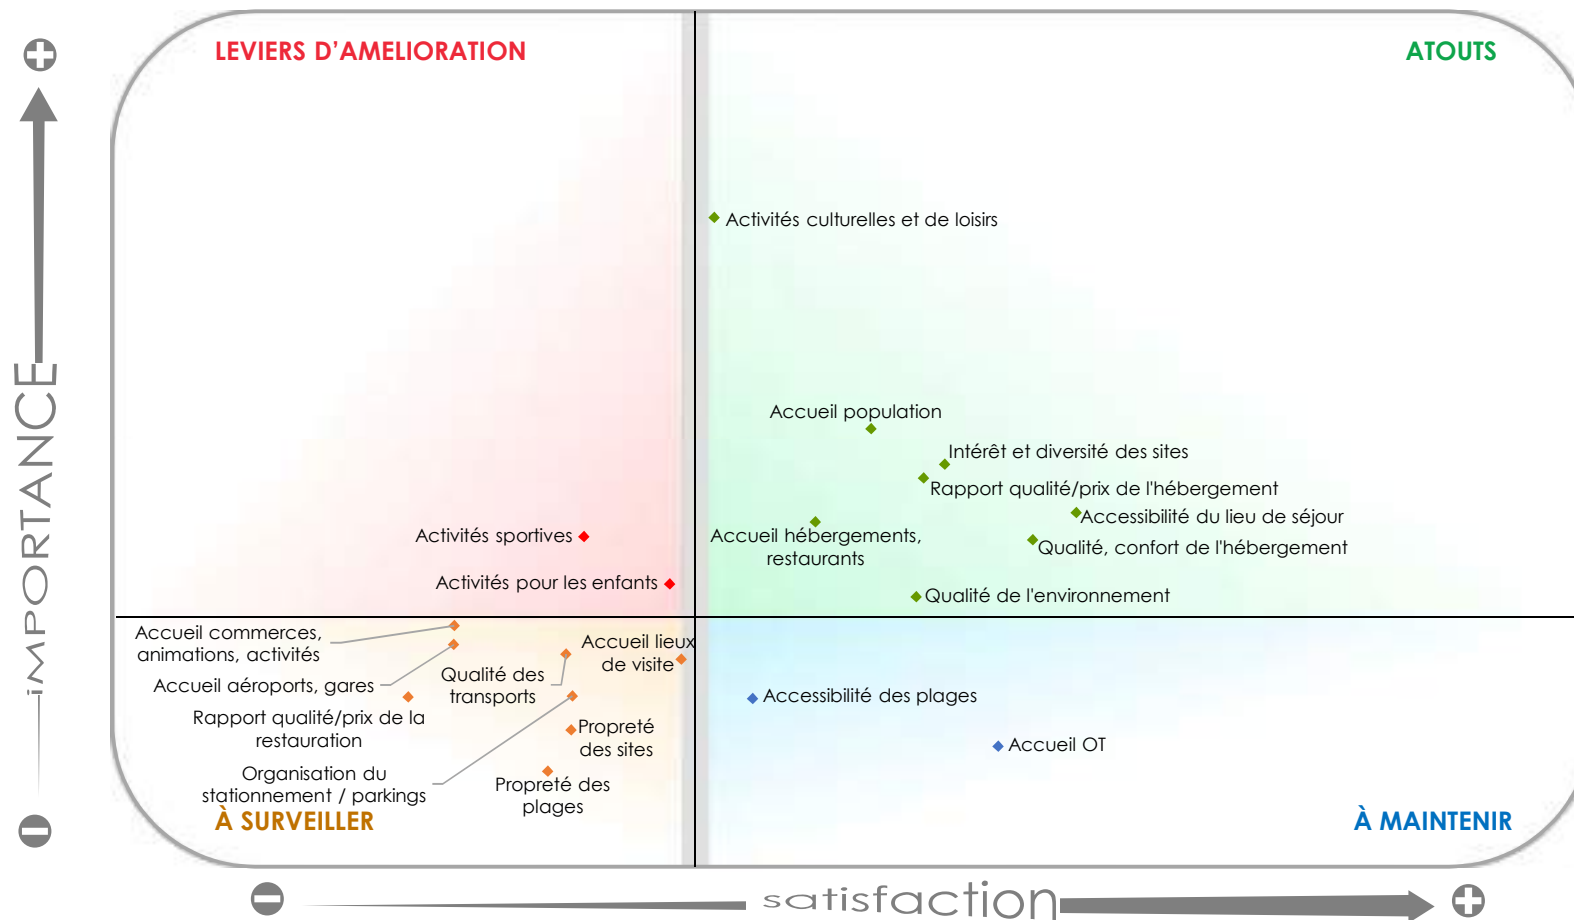 LEVIERS D'AMELIORATION
ATOUTS
iMPORTANCE
Activités culturelles et de loisirs
Accueil population
Intérêt et diversité des sites
Rapport qualité/prix de l'hébergement
Accessibilité du lieu de séjour
Accueil hébergements,
restaurants
Qualité, confort de l'hébergement
Activités sportives
Activités pour les enfants
Qualité de l'environnement
Accueil commerces,
animations, activités
Accueil lieux
de visite
Accueil aéroports, gares
Qualité des
transports
Rapport qualité/prix de la
restauration
Accessibilité des plages
Propreté
des sites
Accueil OT
Organisation du
stationnement / parkings
Propreté des
plages
À SURVEILLER
À MAINTENIR
satisfaction